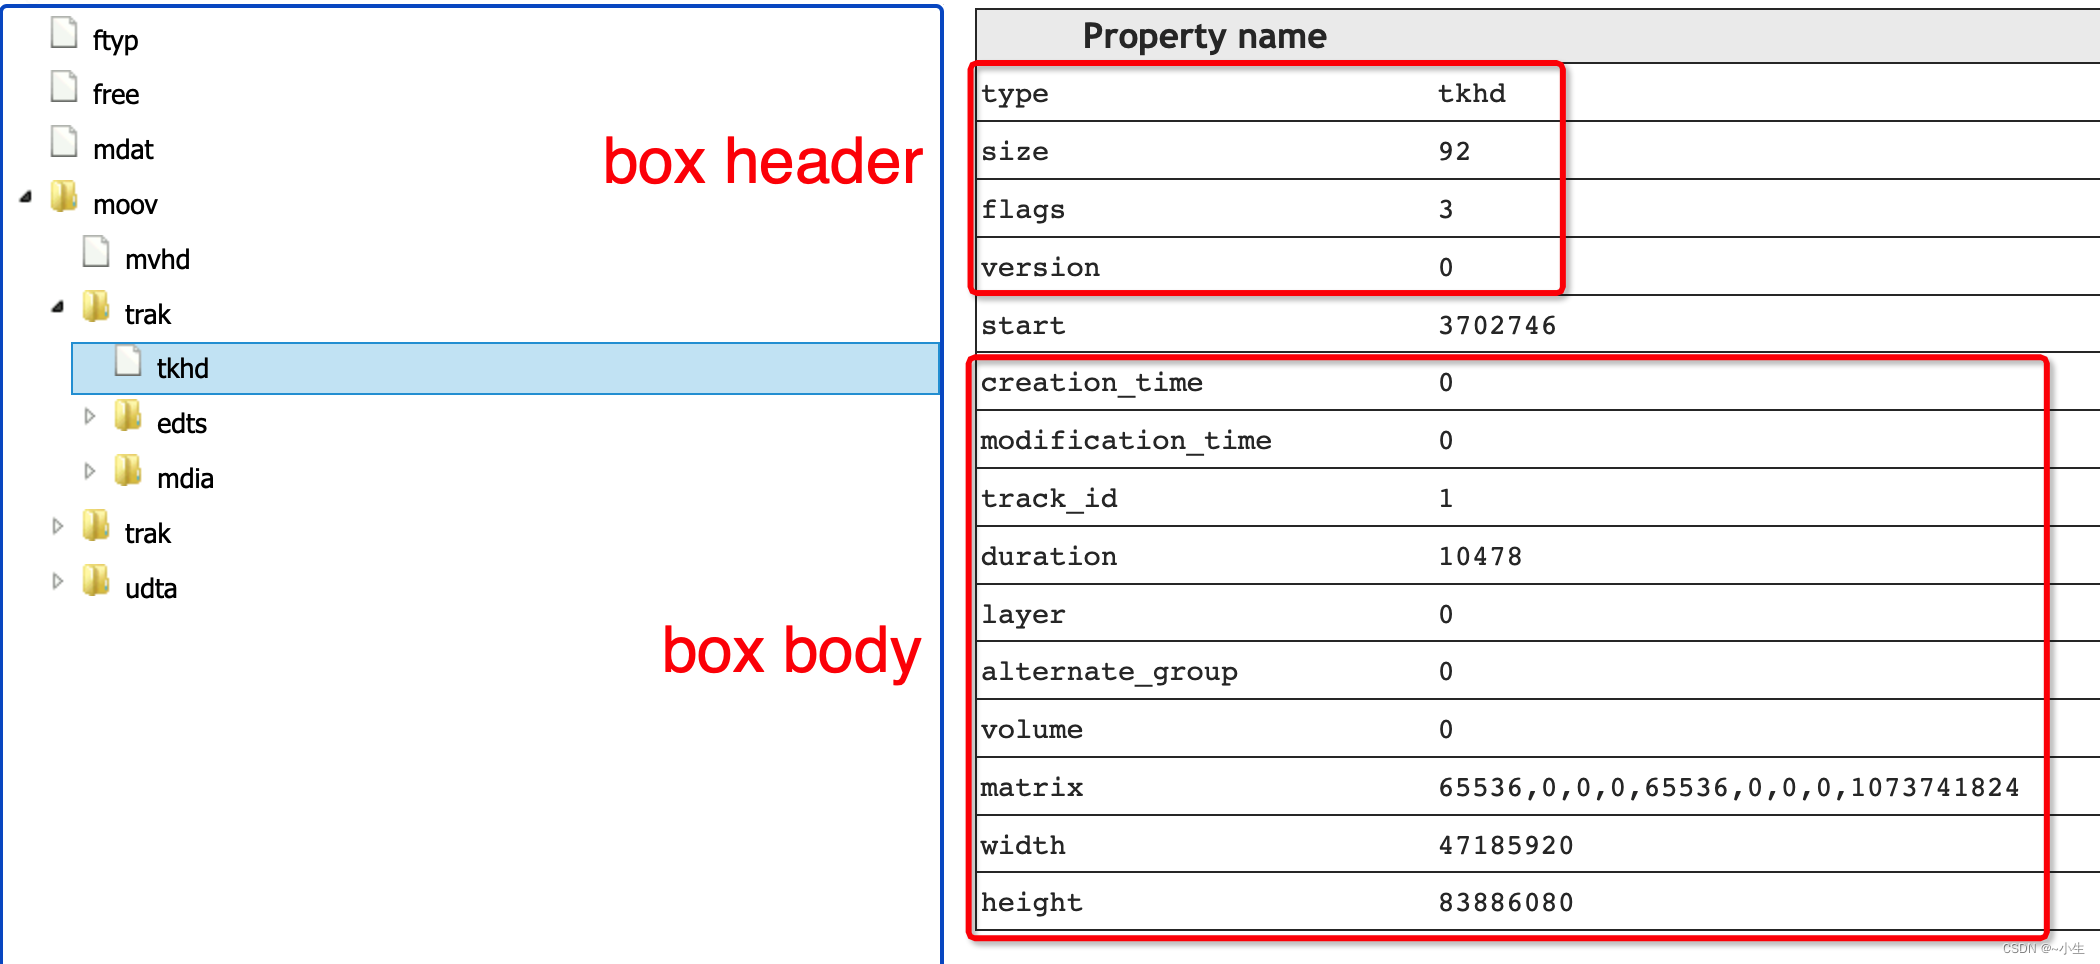 ftyp
free
mdat
moov
mvhd
trak
tkhd
edts
mdia
trak
udta
box header
box body
Property name
type tkhd
size 92
flags 3
version 0
start 3702746
creation_time 0
modification_time 0
track_id 1
duration 10478
layer 0
alternate_group 0
volume 0
matrix 65536,0,0,0,65536,0,0,0,1073741824
width 47185920
height 83886080
CSDN @~小生